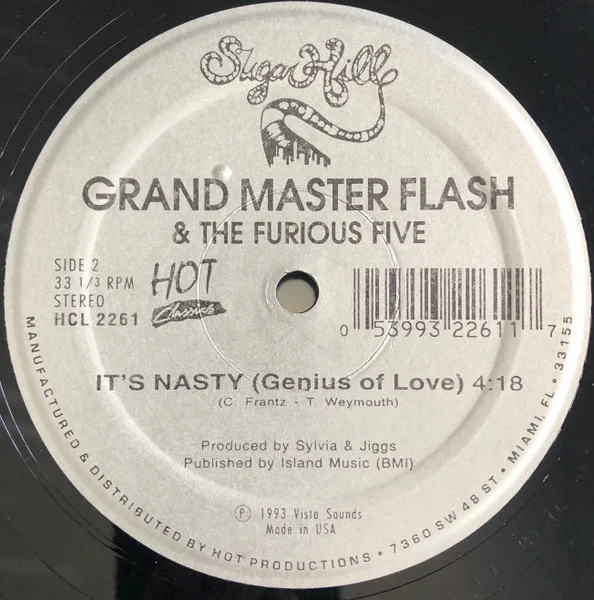 Sugar Hill
GRAND MASTER FLASH
& THE FURIOUS FIVE
SIDE 2
33 1/3 RPM
STEREO
HCL 2261
HOT
Classics
0 53993 22611 7
IT'S NASTY (Genius of Love) 4:18
(C. Frantz - T. Weymouth)
Produced by Sylvia & Jiggs
Published by Island Music (BMI)
℗ 1993 Vista Sounds
Made in USA
MANUFACTURED & DISTRIBUTED BY HOT PRODUCTIONS • 7360 SW 48 ST • MIAMI, FL • 33155